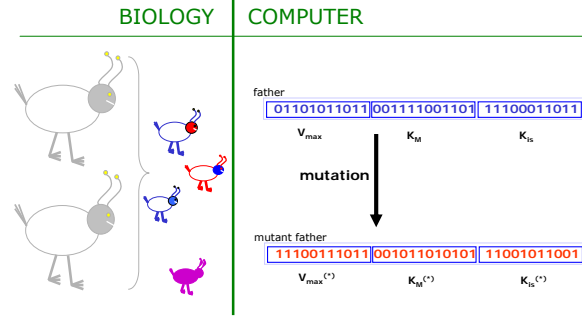 BIOLOGY COMPUTER
father
01101011011 001111001101 11100011011
Vmax KM Kis
mutation
mutant father
11100111011 001011010101 11001011001
Vmax(*) KM(*) Kis(*)